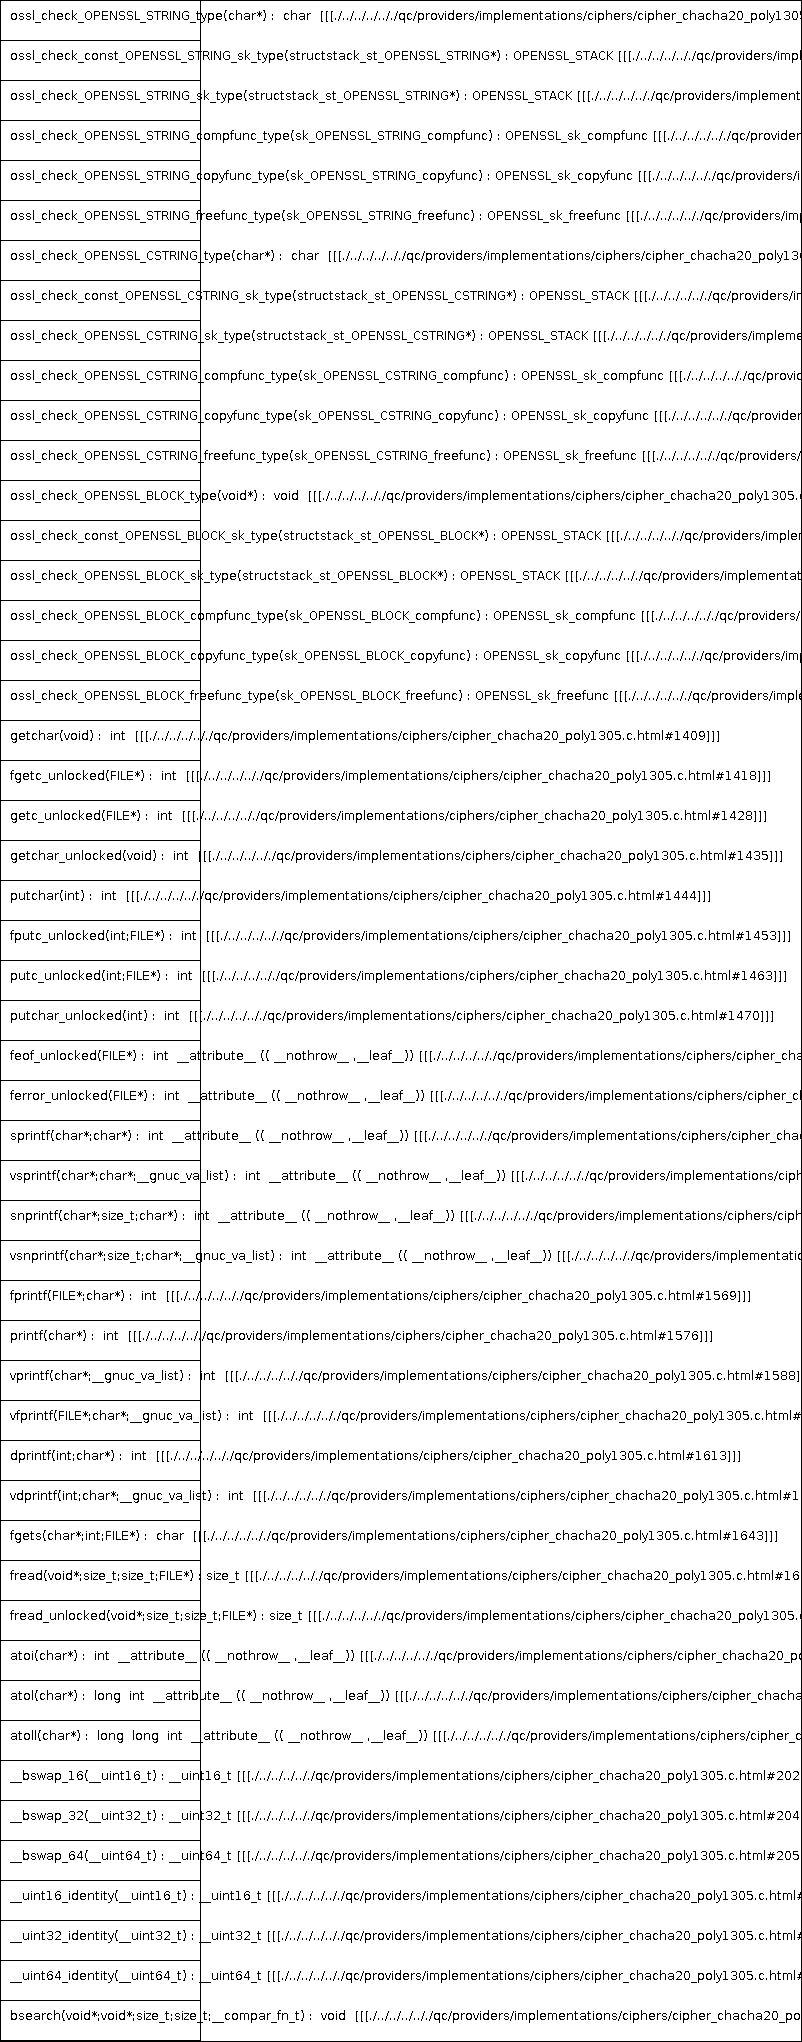 ossl_check_OPENSSL_STRING_type(char*) : char [[[./../../../../qc/providers/implementations/ciphers/cipher_chacha20_poly1305
ossl_check_const_OPENSSL_STRING_sk_type(structstack_st_OPENSSL_STRING*) : OPENSSL_STACK [[[./../../../../qc/providers/impl
ossl_check_OPENSSL_STRING_sk_type(structstack_st_OPENSSL_STRING*) : OPENSSL_STACK [[[./../../../../qc/providers/implement
ossl_check_OPENSSL_STRING_compfunc_type(sk_OPENSSL_STRING_compfunc) : OPENSSL_sk_compfunc [[[./../../../../qc/provider
ossl_check_OPENSSL_STRING_copyfunc_type(sk_OPENSSL_STRING_copyfunc) : OPENSSL_sk_copyfunc [[[./../../../../qc/providers/i
ossl_check_OPENSSL_STRING_freefunc_type(sk_OPENSSL_STRING_freefunc) : OPENSSL_sk_freefunc [[[./../../../../qc/providers/imp
ossl_check_OPENSSL_CSTRING_type(char*) : char [[[./../../../../qc/providers/implementations/ciphers/cipher_chacha20_poly130
ossl_check_const_OPENSSL_CSTRING_sk_type(structstack_st_OPENSSL_CSTRING*) : OPENSSL_STACK [[[./../../../../qc/providers/in
ossl_check_OPENSSL_CSTRING_sk_type(structstack_st_OPENSSL_CSTRING*) : OPENSSL_STACK [[[./../../../../qc/providers/impleme
ossl_check_OPENSSL_CSTRING_compfunc_type(sk_OPENSSL_CSTRING_compfunc) : OPENSSL_sk_compfunc [[[./../../../../qc/provid
ossl_check_OPENSSL_CSTRING_copyfunc_type(sk_OPENSSL_CSTRING_copyfunc) : OPENSSL_sk_copyfunc [[[./../../../../qc/provider
ossl_check_OPENSSL_CSTRING_freefunc_type(sk_OPENSSL_CSTRING_freefunc) : OPENSSL_sk_freefunc [[[./../../../../qc/providers/
ossl_check_OPENSSL_BLOCK_type(void*) : void [[[./../../../../qc/providers/implementations/ciphers/cipher_chacha20_poly1305.c
ossl_check_const_OPENSSL_BLOCK_sk_type(structstack_st_OPENSSL_BLOCK*) : OPENSSL_STACK [[[./../../../../qc/providers/implem
ossl_check_OPENSSL_BLOCK_sk_type(structstack_st_OPENSSL_BLOCK*) : OPENSSL_STACK [[[./../../../../qc/providers/implementat
ossl_check_OPENSSL_BLOCK_compfunc_type(sk_OPENSSL_BLOCK_compfunc) : OPENSSL_sk_compfunc [[[./../../../../qc/providers/
ossl_check_OPENSSL_BLOCK_copyfunc_type(sk_OPENSSL_BLOCK_copyfunc) : OPENSSL_sk_copyfunc [[[./../../../../qc/providers/imp
ossl_check_OPENSSL_BLOCK_freefunc_type(sk_OPENSSL_BLOCK_freefunc) : OPENSSL_sk_freefunc [[[./../../../../qc/providers/imple
getchar(void) : int [[[./../../../../qc/providers/implementations/ciphers/cipher_chacha20_poly1305.c.html#1409]]]
fgetc_unlocked(FILE*) : int [[[./../../../../qc/providers/implementations/ciphers/cipher_chacha20_poly1305.c.html#1418]]]
getc_unlocked(FILE*) : int [[[./../../../../qc/providers/implementations/ciphers/cipher_chacha20_poly1305.c.html#1428]]]
getchar_unlocked(void) : int [[[./../../../../qc/providers/implementations/ciphers/cipher_chacha20_poly1305.c.html#1435]]]
putchar(int) : int [[[./../../../../qc/providers/implementations/ciphers/cipher_chacha20_poly1305.c.html#1444]]]
fputc_unlocked(int;FILE*) : int [[[./../../../../qc/providers/implementations/ciphers/cipher_chacha20_poly1305.c.html#1453]]]
putc_unlocked(int;FILE*) : int [[[./../../../../qc/providers/implementations/ciphers/cipher_chacha20_poly1305.c.html#1463]]]
putchar_unlocked(int) : int [[[./../../../../qc/providers/implementations/ciphers/cipher_chacha20_poly1305.c.html#1470]]]
feof_unlocked(FILE*) : int __attribute__ (( __nothrow__ ,__leaf__)) [[[./../../../../qc/providers/implementations/ciphers/cipher_cha
ferror_unlocked(FILE*) : int __attribute__ (( __nothrow__ ,__leaf__)) [[[./../../../../qc/providers/implementations/ciphers/cipher_cl
sprintf(char*;char*) : int __attribute__ (( __nothrow__ ,__leaf__)) [[[./../../../../qc/providers/implementations/ciphers/cipher_chac
vsprintf(char*;char*;__gnuc_va_list) : int __attribute__ (( __nothrow__ ,__leaf__)) [[[./../../../../qc/providers/implementations/ciph
snprintf(char*;size_t;char*) : int __attribute__ (( __nothrow__ ,__leaf__)) [[[./../../../../qc/providers/implementations/ciphers/ciph
vsnprintf(char*;size_t;char*;__gnuc_va_list) : int __attribute__ (( __nothrow__ ,__leaf__)) [[[./../../../../qc/providers/implementatio
fprintf(FILE*;char*) : int [[[./../../../../qc/providers/implementations/ciphers/cipher_chacha20_poly1305.c.html#1569]]]
printf(char*) : int [[[./../../../../qc/providers/implementations/ciphers/cipher_chacha20_poly1305.c.html#1576]]]
vprintf(char*;__gnuc_va_list) : int [[[./../../../../qc/providers/implementations/ciphers/cipher_chacha20_poly1305.c.html#1588]
vfprintf(FILE*;char*;__gnuc_va_list) : int [[[./../../../../qc/providers/implementations/ciphers/cipher_chacha20_poly1305.c.html#
dprintf(int;char*) : int [[[./../../../../qc/providers/implementations/ciphers/cipher_chacha20_poly1305.c.html#1613]]]
vdprintf(int;char*;__gnuc_va_list) : int [[[./../../../../qc/providers/implementations/ciphers/cipher_chacha20_poly1305.c.html#1
fgets(char*;int;FILE*) : char [[[./../../../../qc/providers/implementations/ciphers/cipher_chacha20_poly1305.c.html#1643]]]
fread(void*;size_t;size_t;FILE*) : size_t [[[./../../../../qc/providers/implementations/ciphers/cipher_chacha20_poly1305.c.html#16
fread_unlocked(void*;size_t;size_t;FILE*) : size_t [[[./../../../../qc/providers/implementations/ciphers/cipher_chacha20_poly1305.c
atoi(char*) : int __attribute__ (( __nothrow__ ,__leaf__)) [[[./../../../../qc/providers/implementations/ciphers/cipher_chacha20_po
atol(char*) : long int __attribute__ (( __nothrow__ ,__leaf__)) [[[./../../../../qc/providers/implementations/ciphers/cipher_chacha
atoll(char*) : long long int __attribute__ (( __nothrow__ ,__leaf__)) [[[./../../../../qc/providers/implementations/ciphers/cipher_c
__bswap_16(__uint16_t) : __uint16_t [[[./../../../../qc/providers/implementations/ciphers/cipher_chacha20_poly1305.c.html#202
__bswap_32(__uint32_t) : __uint32_t [[[./../../../../qc/providers/implementations/ciphers/cipher_chacha20_poly1305.c.html#204
__bswap_64(__uint64_t) : __uint64_t [[[./../../../../qc/providers/implementations/ciphers/cipher_chacha20_poly1305.c.html#205
__uint16_identity(__uint16_t) : __uint16_t [[[./../../../../qc/providers/implementations/ciphers/cipher_chacha20_poly1305.c.html#
__uint32_identity(__uint32_t) : __uint32_t [[[./../../../../qc/providers/implementations/ciphers/cipher_chacha20_poly1305.c.html#
__uint64_identity(__uint64_t) : __uint64_t [[[./../../../../qc/providers/implementations/ciphers/cipher_chacha20_poly1305.c.html#
bsearch(void*;void*;size_t;size_t;__compar_fn_t) : void [[[./../../../../qc/providers/implementations/ciphers/cipher_chacha20_po